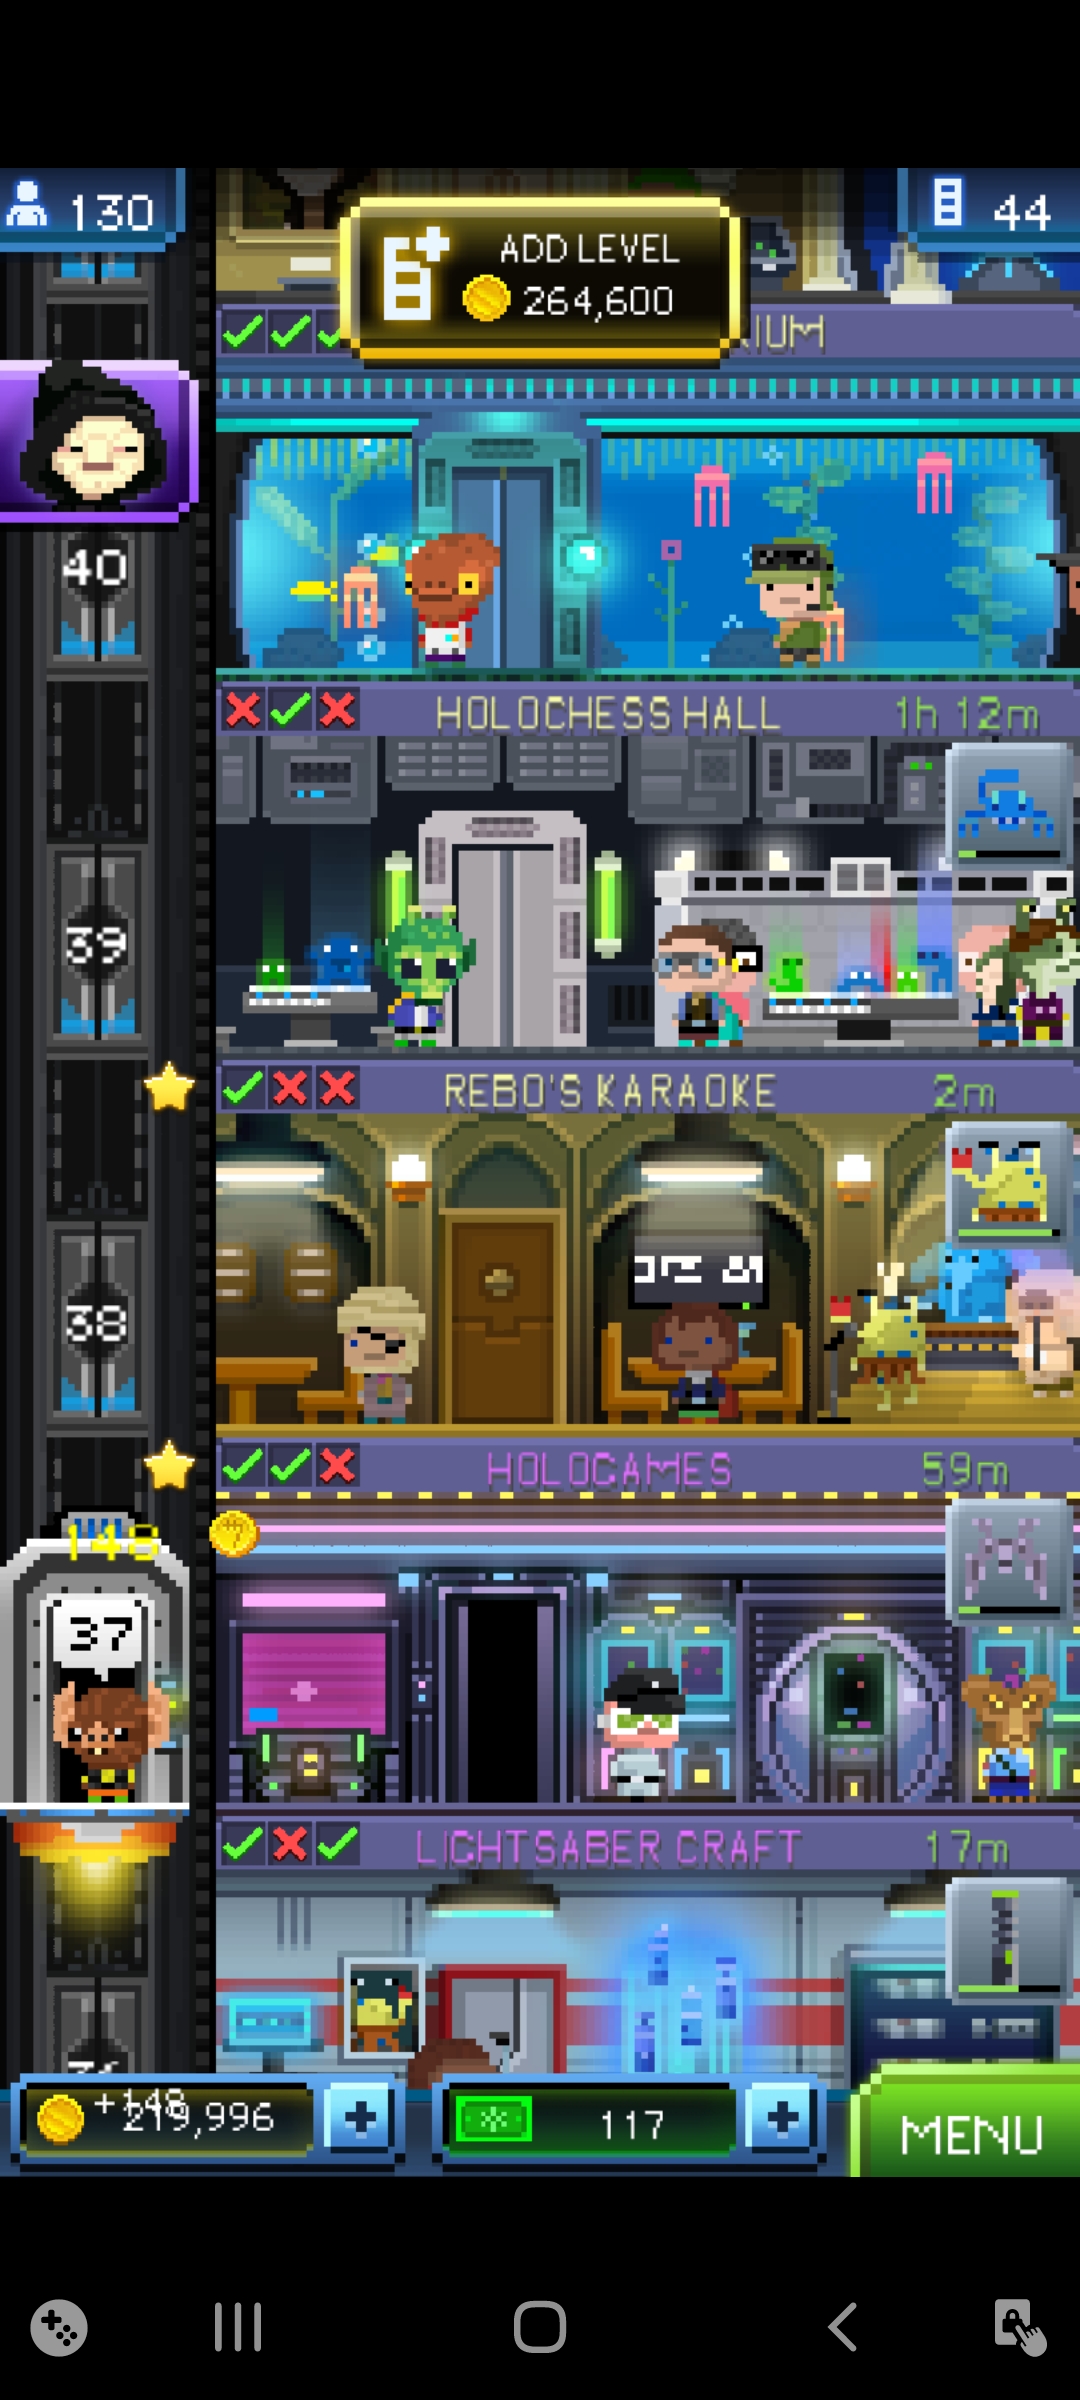 130
ADD LEVEL
264,600
44
40
HOLOCHESS HALL
1h 12m
39
REBO'S KARAOKE
2m
38
HOLOGAMES
59m
148
37
LIGHTSABER CRAFT
17m
+148
219,996
117
MENU